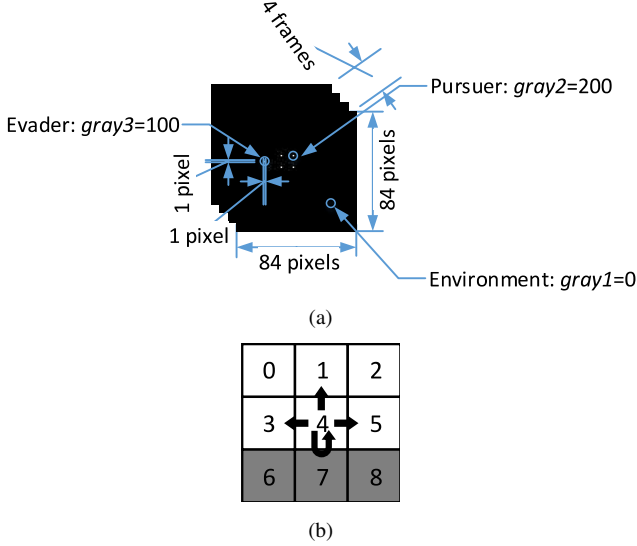 4 frames
Pursuer: gray2=200
Evader: gray3=100
84 pixels
1 pixel
1 pixel
84 pixels
Environment: gray1=0
(a)
0 1 2
3 4 5
6 7 8
(b)